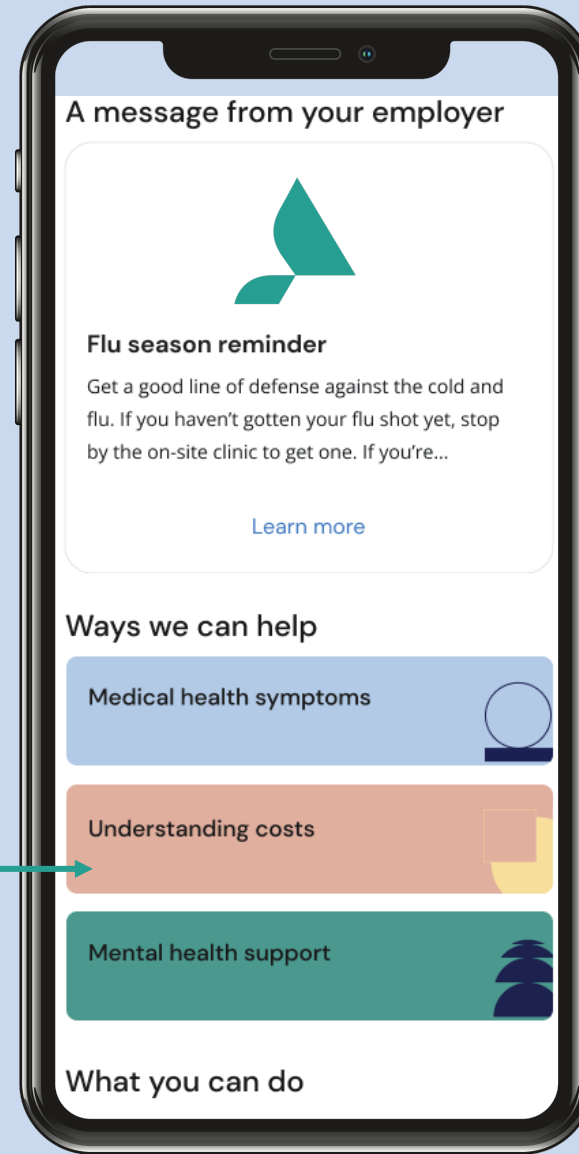 A message from your employer
Flu season reminder
Get a good line of defense against the cold and
flu. If you haven’t gotten your flu shot yet, stop
by the on-site clinic to get one. If you’re...
Learn more
Ways we can help
Medical health symptoms
Understanding costs
Mental health support
What you can do